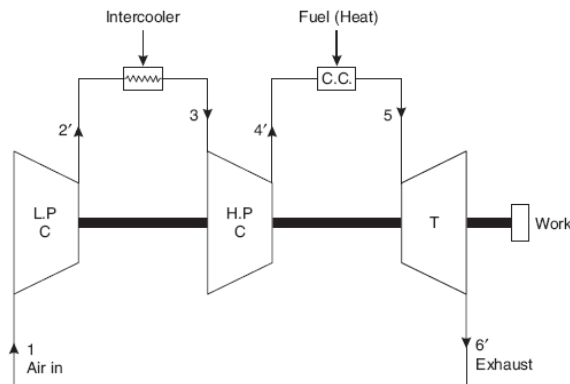 Intercooler
Fuel (Heat)
C.C.
2′
3
4′
5
L.P
C
H.P
C
T
Work
1
Air in
6′
Exhaust